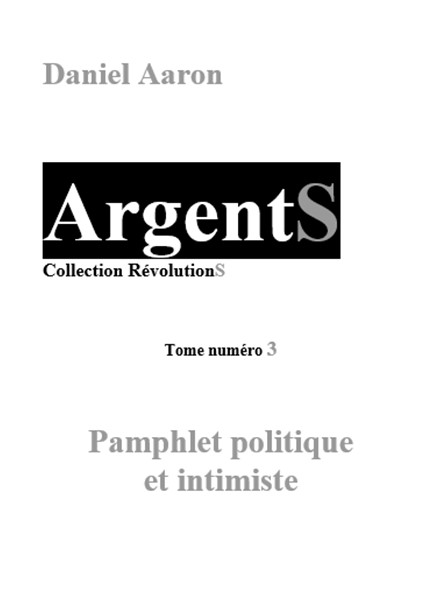 Daniel Aaron
ArgentS
Collection RévolutionS
Tome numéro 3
Pamphlet politique
et intimiste